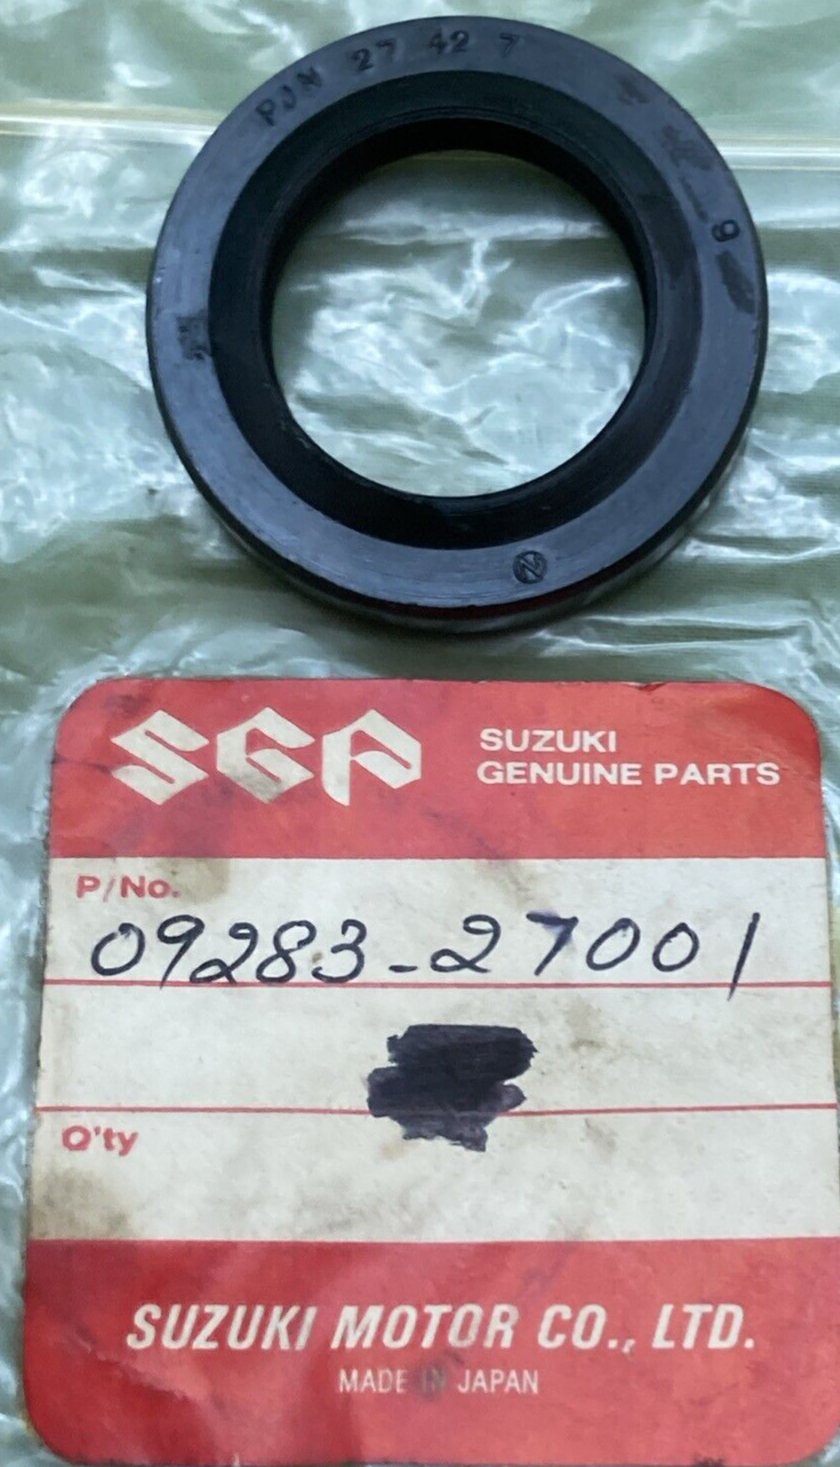 PJN 27 42 7
9
N
SGP
SUZUKI
GENUINE PARTS
P/No.
09283-27001
Q'ty
SUZUKI MOTOR CO., LTD.
MADE IN JAPAN